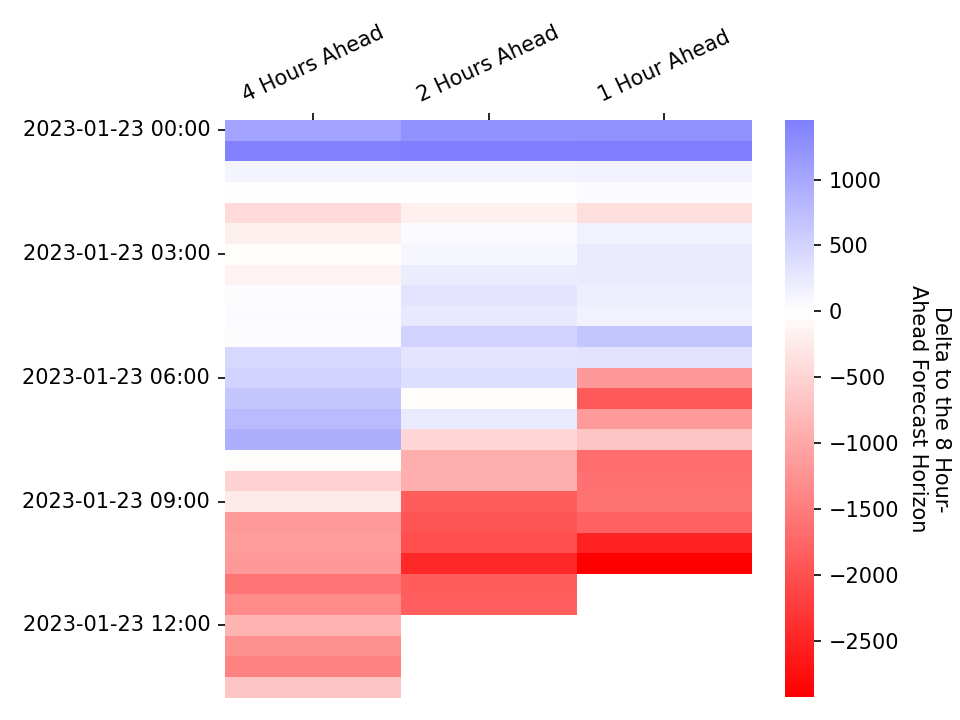 4 Hours Ahead
2 Hours Ahead
1 Hour Ahead
2023-01-23 00:00
2023-01-23 03:00
2023-01-23 06:00
2023-01-23 09:00
2023-01-23 12:00
1000
500
0
−500
−1000
−1500
−2000
−2500
Delta to the 8 Hour-
Ahead Forecast Horizon